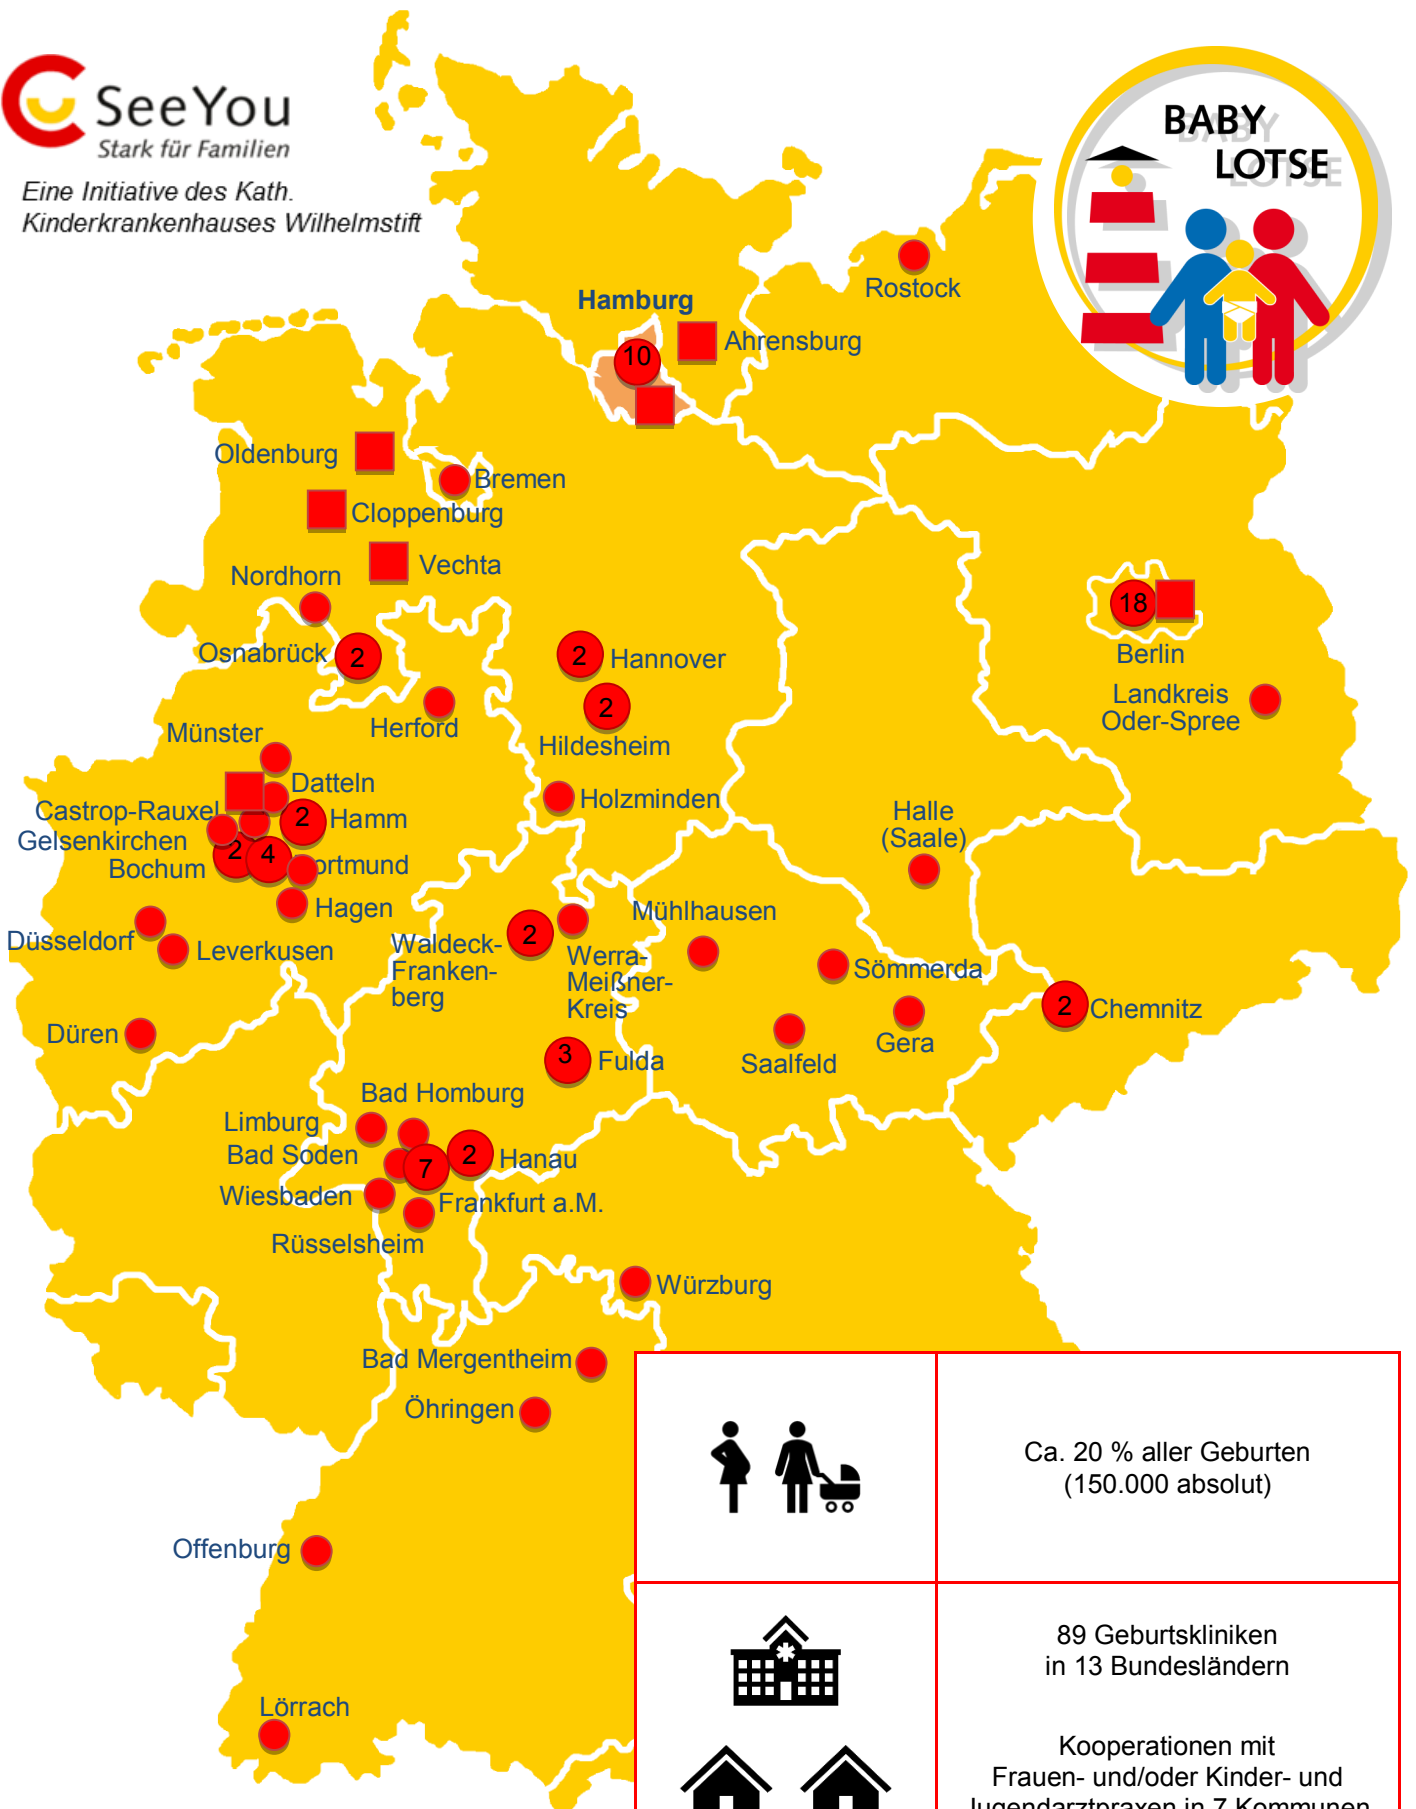 SeeYou
Stark für Familien
Eine Initiative des Kath.
Kinderkrankenhauses Wilhelmstift
BABY
LOTSE
Rostock
Hamburg
10
Ahrensburg
Oldenburg
Bremen
Cloppenburg
Vechta
Nordhorn
Osnabrück
2
2
Hannover
2
Hildesheim
18
Berlin
Landkreis
Oder-Spree
Herford
Münster
Datteln
Castrop-Rauxel
2
Hamm
Gelsenkirchen
2
4
Bochum
ortmund
Holzminden
Halle
(Saale)
Hagen
Düsseldorf
Leverkusen
Waldeck-
Franken-
berg
2
Werra-
Meißner-
Kreis
Mühlhausen
Sömmerda
2
Chemnitz
Düren
Gera
Saalfeld
3
Fulda
Bad Homburg
Limburg
Bad Soden
7
2
Hanau
Wiesbaden
Frankfurt a.M.
Rüsselsheim
Würzburg
Bad Mergentheim
Öhringen
Offenburg
Lörrach
Ca. 20 % aller Geburten
(150.000 absolut)
89 Geburtskliniken
in 13 Bundesländern
Kooperationen mit
Frauen- und/oder Kinder- und
Jugendarztpraxen in 7 Kommunen